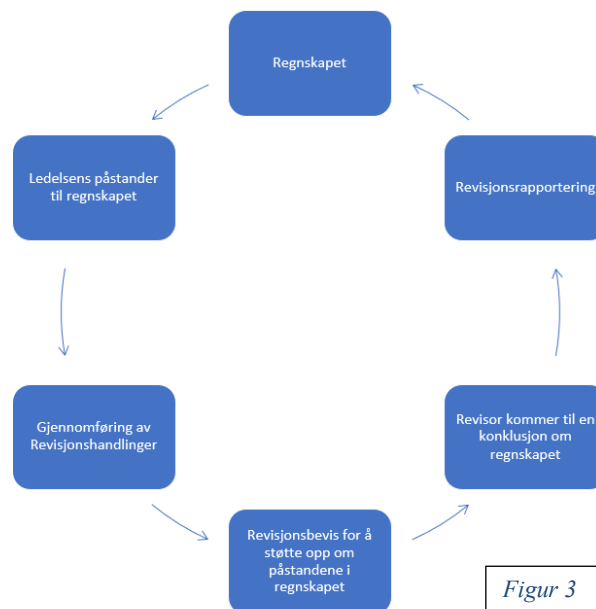 Regnskapet
Ledelsens påstander
til regnskapet
Gjennomføring av
Revisjonshandlinger
Revisjonsbevis for å
støtte opp om
påstandene i
regnskapet
Revisor kommer til en
konklusjon om
regnskapet
Revisjonsrapportering
Figur 3